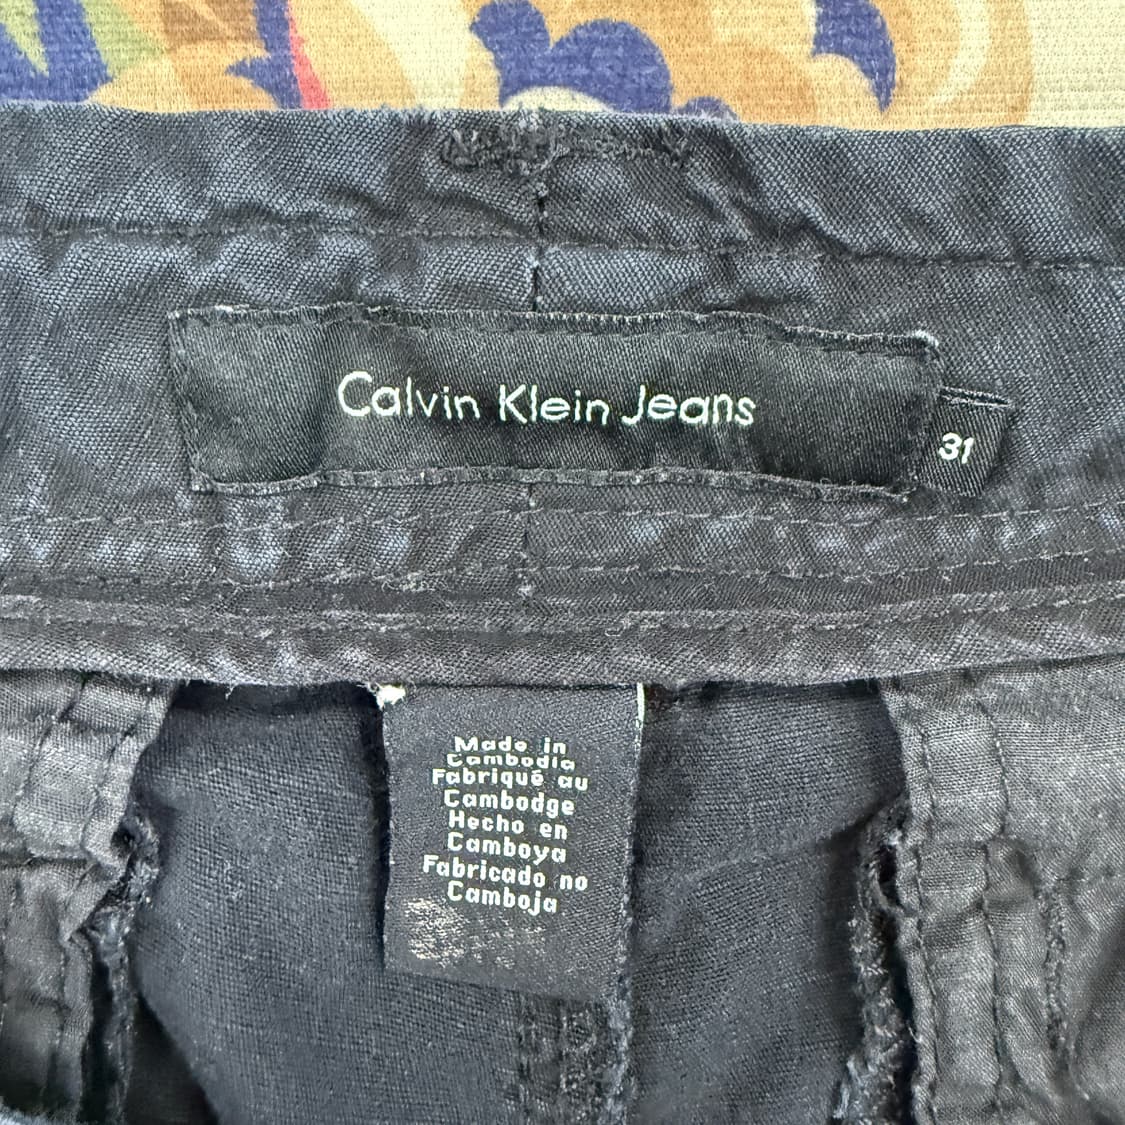 Calvin Klein Jeans
31
Made in
Cambodia
Fabriqué au
Cambodge
Hecho en
Camboya
Fabricado no
Camboja